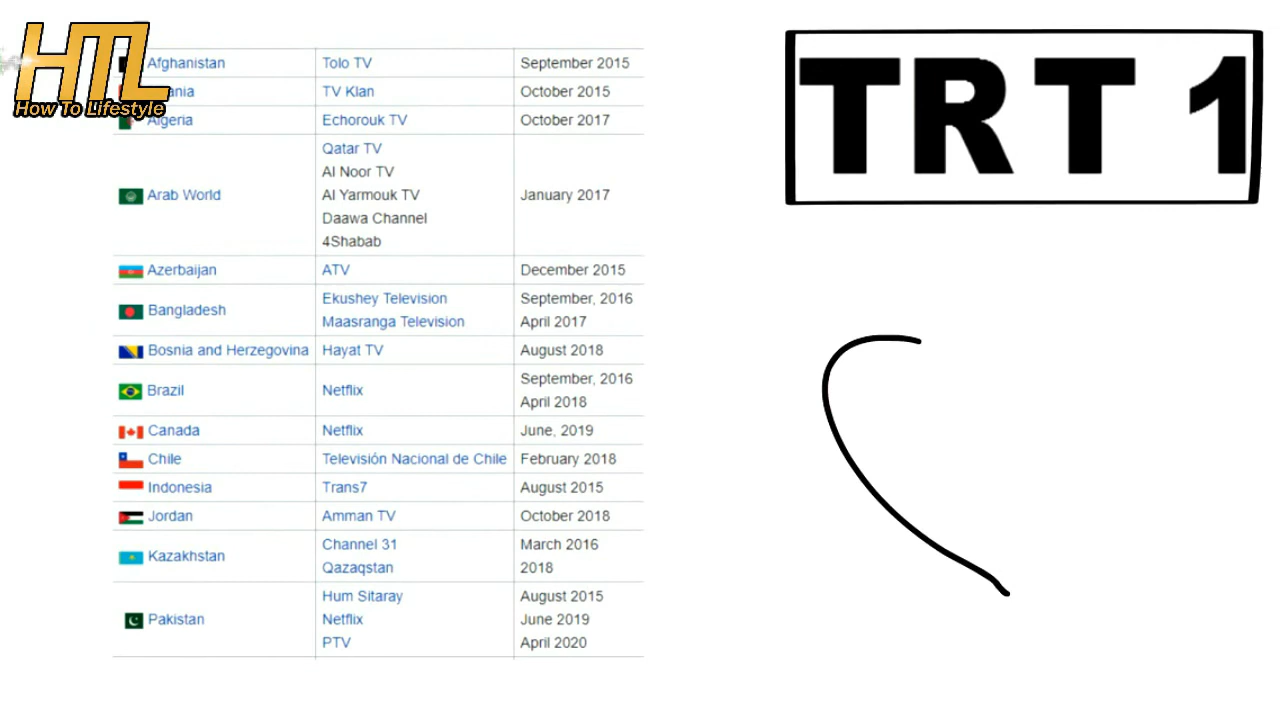 HTL
How To Lifestyle
Afghanistan Tolo TV September 2015
ania TV Klan October 2015
Algeria Echorouk TV October 2017
Qatar TV
Al Noor TV
Arab World Al Yarmouk TV January 2017
Daawa Channel
4Shabab
Azerbaijan ATV December 2015
Bangladesh Ekushey Television September, 2016
Maasranga Television April 2017
Bosnia and Herzegovina Hayat TV August 2018
Brazil Netflix September, 2016
April 2018
Canada Netflix June, 2019
Chile Televisión Nacional de Chile February 2018
Indonesia Trans7 August 2015
Jordan Amman TV October 2018
Kazakhstan Channel 31 March 2016
Qazaqstan 2018
Hum Sitaray August 2015
Pakistan Netflix June 2019
PTV April 2020
TRT 1